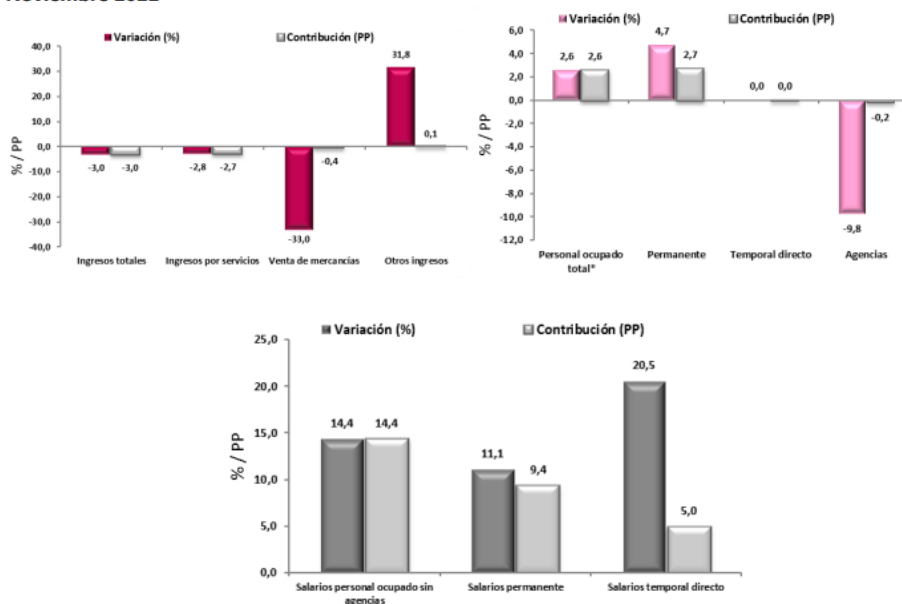 Variación (%)
Contribución (PP)
% / PP
40,0
30,0
20,0
10,0
0,0
-10,0
-20,0
-30,0
-40,0
-3,0
-3,0
-2,8
-2,7
-33,0
-0,4
31,8
0,1
Ingresos totales
Ingresos por servicios
Venta de mercancías
Otros ingresos
Variación (%)
Contribución (PP)
% / PP
6,0
4,0
2,0
0,0
-2,0
-4,0
-6,0
-8,0
-10,0
-12,0
2,6
2,6
4,7
2,7
0,0
0,0
-9,8
-0,2
Personal ocupado
total*
Permanente
Temporal directo
Agencias
Variación (%)
Contribución (PP)
% / PP
25,0
20,0
15,0
10,0
5,0
0,0
14,4
14,4
11,1
9,4
20,5
5,0
Salarios personal ocupado sin
agencias
Salarios permanente
Salarios temporal directo